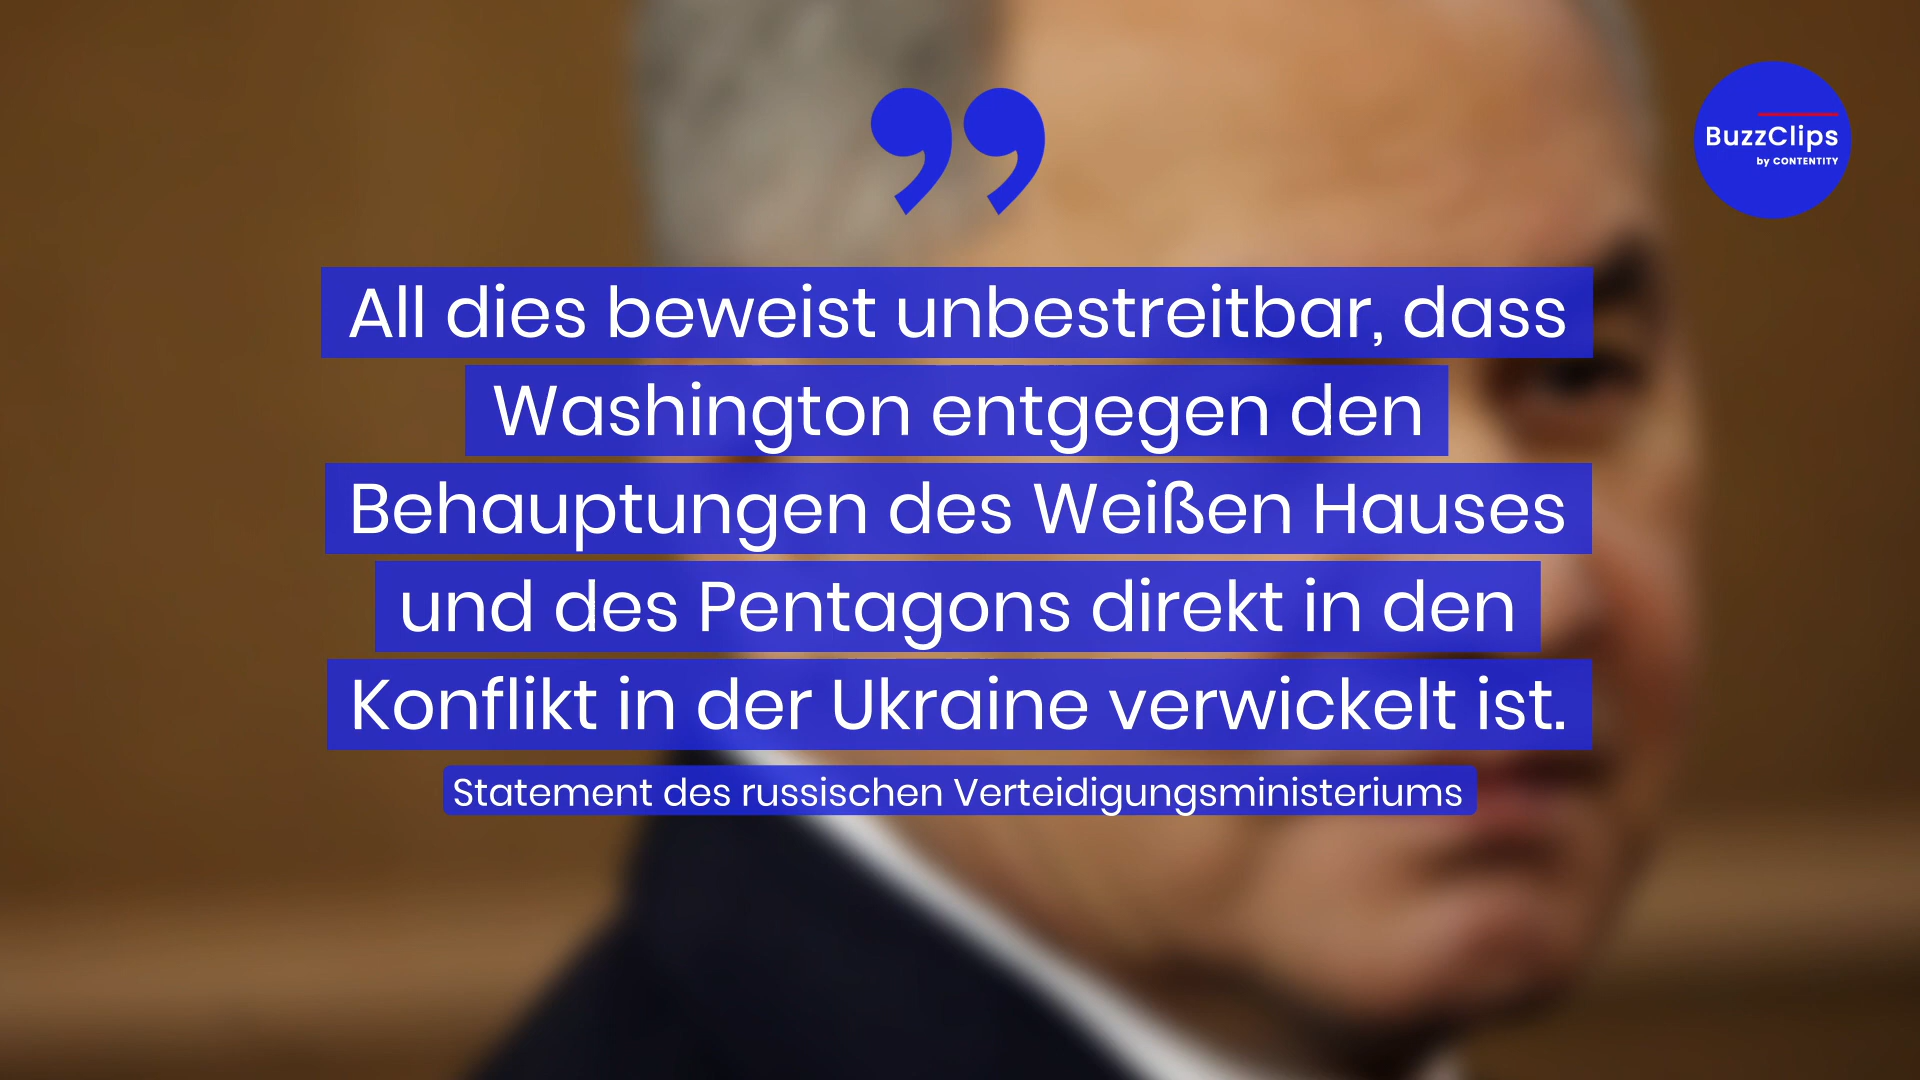 ”
BuzzClips
by CONTENTITY
All dies beweist unbestreitbar, dass
Washington entgegen den
Behauptungen des Weißen Hauses
und des Pentagons direkt in den
Konflikt in der Ukraine verwickelt ist.
Statement des russischen Verteidigungsministeriums